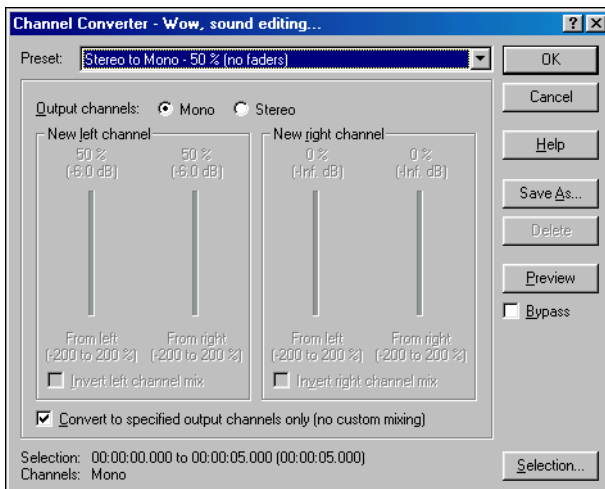 Channel Converter - Wow, sound editing...
Preset: Stereo to Mono - 50 % (no faders)
OK
Cancel
Help
Save As...
Delete
Preview
Bypass
Output channels: Mono Stereo
New left channel
50 % 50 %
(-6.0 dB) (-6.0 dB)
From left From right
(-200 to 200 %) (-200 to 200 %)
Invert left channel mix
New right channel
0 % 0 %
(-Inf. dB) (-Inf. dB)
From left From right
(-200 to 200 %) (-200 to 200 %)
Invert right channel mix
Convert to specified output channels only (no custom mixing)
Selection: 00:00:00.000 to 00:00:05.000 (00:00:05.000)
Channels: Mono
Selection...